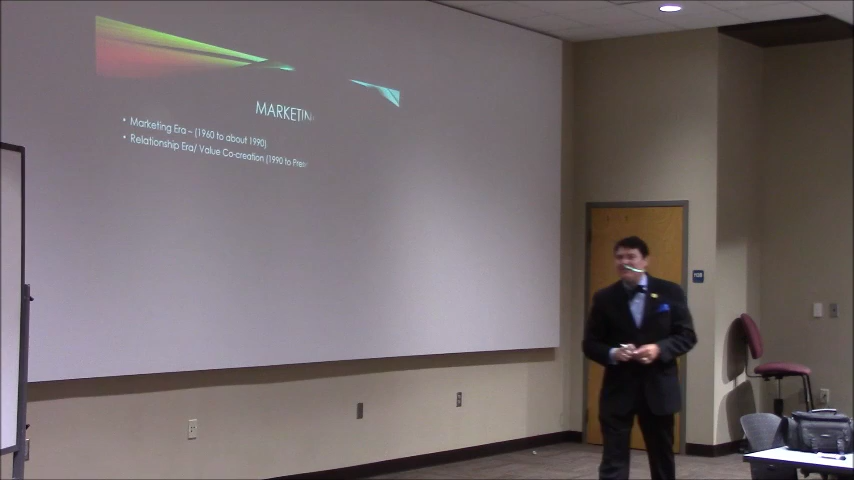 MARKETIN
• Marketing Era – (1960 to about 1990)
• Relationship Era/ Value Co-creation (1990 to Pres